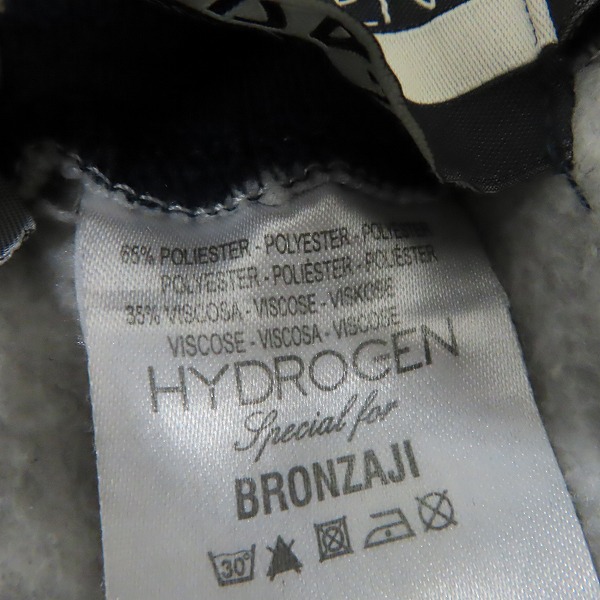 65% POLIESTER - POLYESTER - POLYESTER
POLYESTER - POLIÉSTER - POLIESTER
35% VISCOSA - VISCOSE - VISKOSE
VISCOSE - VISCOSA - VISCOSE
HYDROGEN
Special for
BRONZAJI
30°